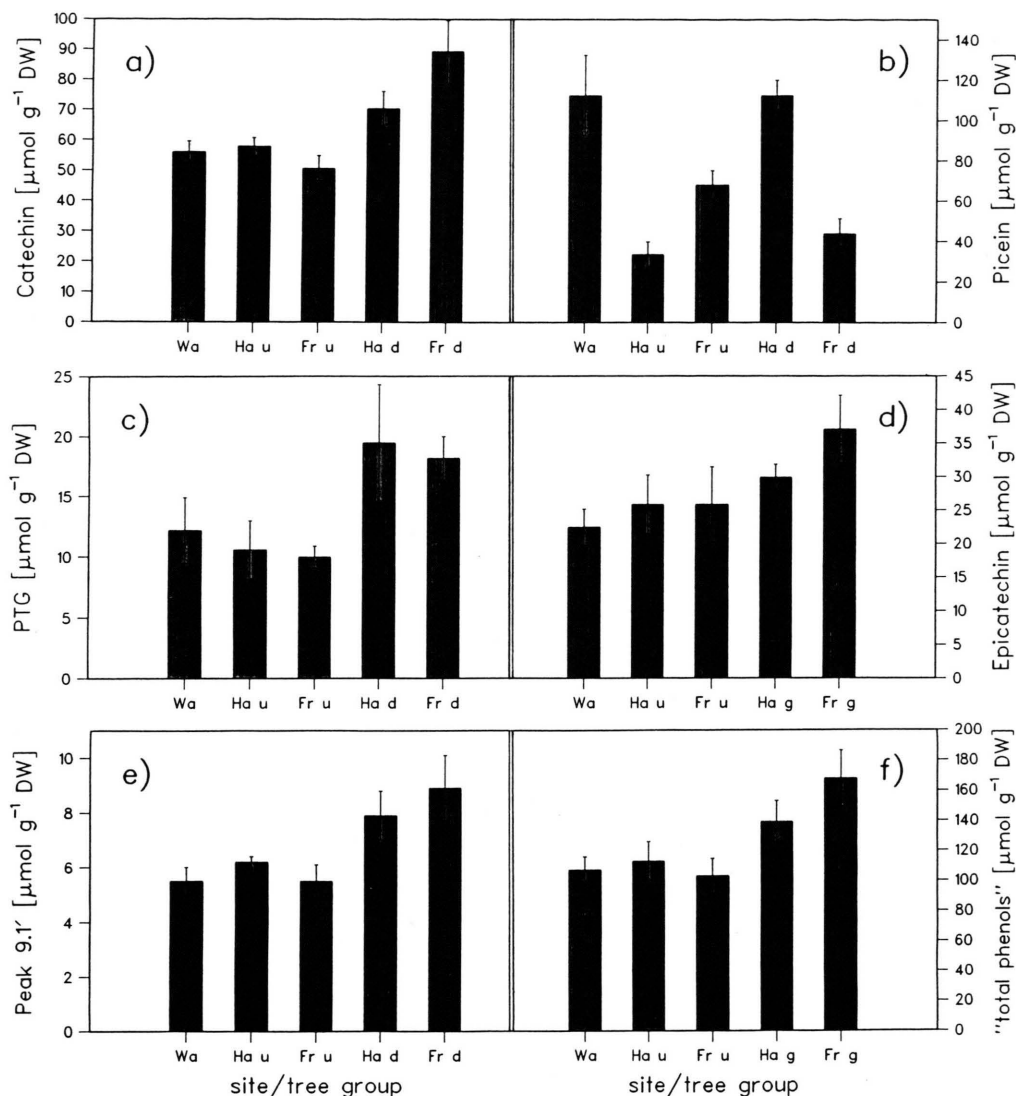 a)
Catechin [μmol g⁻¹ DW]
100
90
80
70
60
50
40
30
20
10
0
Wa Ha u Fr u Ha d Fr d
b)
Picein [μmol g⁻¹ DW]
140
120
100
80
60
40
20
0
Wa Ha u Fr u Ha d Fr d
c)
PTG [μmol g⁻¹ DW]
25
20
15
10
5
0
Wa Ha u Fr u Ha d Fr d
d)
Epicatechin [μmol g⁻¹ DW]
45
40
35
30
25
20
15
10
5
0
Wa Ha u Fr u Ha g Fr g
e)
Peak 9.1′ [μmol g⁻¹ DW]
10
8
6
4
2
0
Wa Ha u Fr u Ha d Fr d
site/tree group
f)
"total phenols" [μmol g⁻¹ DW]
200
180
160
140
120
100
80
60
40
20
0
Wa Ha u Fr u Ha g Fr g
site/tree group